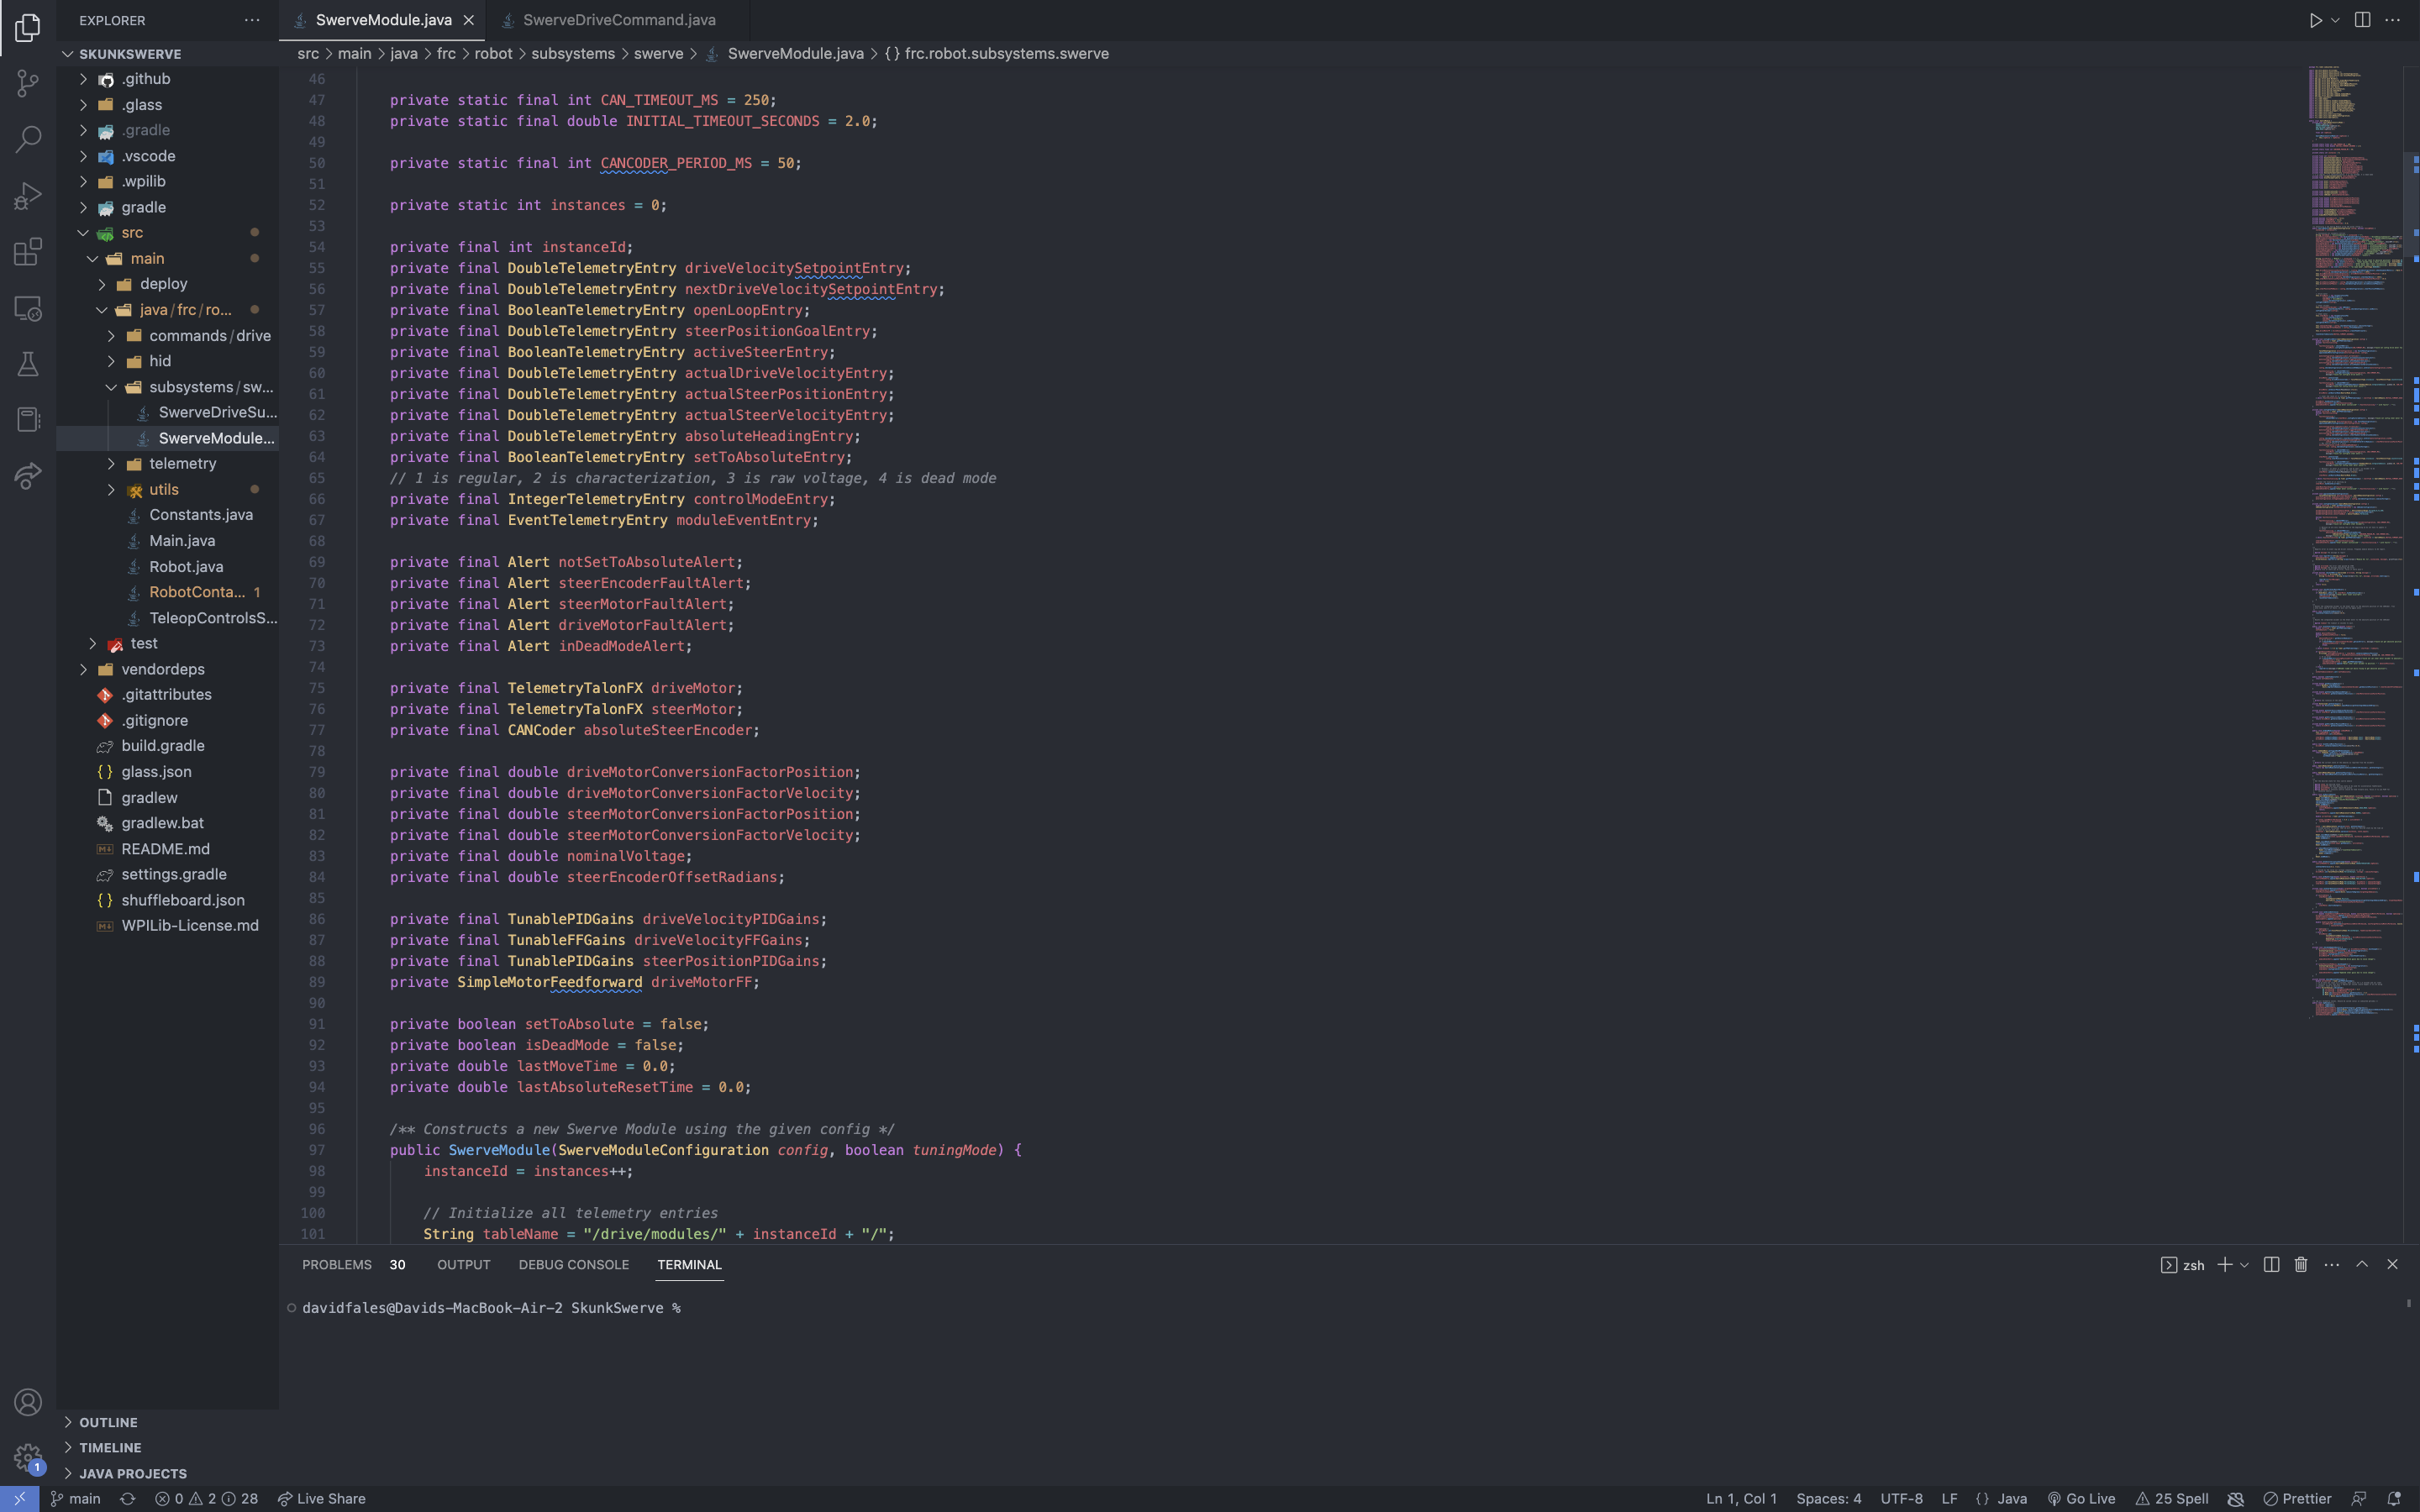 EXPLORER
SKUNKSWERVE
.github
.glass
.gradle
.vscode
.wpilib
gradle
src
main
deploy
java/frc/ro...
commands/drive
hid
subsystems/sw...
SwerveDriveSu...
SwerveModule...
telemetry
utils
Constants.java
Main.java
Robot.java
RobotConta... 1
TeleopControlsS...
test
vendordeps
.gitattributes
.gitignore
build.gradle
glass.json
gradlew
gradlew.bat
README.md
settings.gradle
shuffleboard.json
WPILib-License.md
OUTLINE
TIMELINE
JAVA PROJECTS
SwerveModule.java SwerveDriveCommand.java
src > main > java > frc > robot > subsystems > swerve > SwerveModule.java > {} frc.robot.subsystems.swerve
46
47 private static final int CAN_TIMEOUT_MS = 250;
48 private static final double INITIAL_TIMEOUT_SECONDS = 2.0;
49
50 private static final int CANCODER_PERIOD_MS = 50;
51
52 private static int instances = 0;
53
54 private final int instanceId;
55 private final DoubleTelemetryEntry driveVelocitySetpointEntry;
56 private final DoubleTelemetryEntry nextDriveVelocitySetpointEntry;
57 private final BooleanTelemetryEntry openLoopEntry;
58 private final DoubleTelemetryEntry steerPositionGoalEntry;
59 private final BooleanTelemetryEntry activeSteerEntry;
60 private final DoubleTelemetryEntry actualDriveVelocityEntry;
61 private final DoubleTelemetryEntry actualSteerPositionEntry;
62 private final DoubleTelemetryEntry actualSteerVelocityEntry;
63 private final DoubleTelemetryEntry absoluteHeadingEntry;
64 private final BooleanTelemetryEntry setToAbsoluteEntry;
65 // 1 is regular, 2 is characterization, 3 is raw voltage, 4 is dead mode
66 private final IntegerTelemetryEntry controlModeEntry;
67 private final EventTelemetryEntry moduleEventEntry;
68
69 private final Alert notSetToAbsoluteAlert;
70 private final Alert steerEncoderFaultAlert;
71 private final Alert steerMotorFaultAlert;
72 private final Alert driveMotorFaultAlert;
73 private final Alert inDeadModeAlert;
74
75 private final TelemetryTalonFX driveMotor;
76 private final TelemetryTalonFX steerMotor;
77 private final CANCoder absoluteSteerEncoder;
78
79 private final double driveMotorConversionFactorPosition;
80 private final double driveMotorConversionFactorVelocity;
81 private final double steerMotorConversionFactorPosition;
82 private final double steerMotorConversionFactorVelocity;
83 private final double nominalVoltage;
84 private final double steerEncoderOffsetRadians;
85
86 private final TunablePIDGains driveVelocityPIDGains;
87 private final TunableFFGains driveVelocityFFGains;
88 private final TunablePIDGains steerPositionPIDGains;
89 private SimpleMotorFeedforward driveMotorFF;
90
91 private boolean setToAbsolute = false;
92 private boolean isDeadMode = false;
93 private double lastMoveTime = 0.0;
94 private double lastAbsoluteResetTime = 0.0;
95
96 /** Constructs a new Swerve Module using the given config */
97 public SwerveModule(SwerveModuleConfiguration config, boolean tuningMode) {
98 instanceId = instances++;
99
100 // Initialize all telemetry entries
101 String tableName = "/drive/modules/" + instanceId + "/";
PROBLEMS 30 OUTPUT DEBUG CONSOLE TERMINAL zsh
davidfales@Davids-MacBook-Air-2 SkunkSwerve %
1
main 0 2 28 Live Share Ln 1, Col 1 Spaces: 4 UTF-8 LF {} Java Go Live 25 Spell Prettier